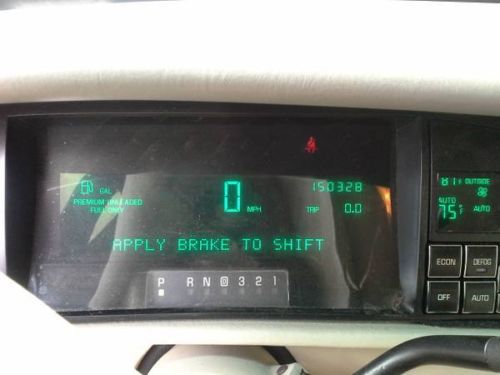 GAL
PREMIUM UNLEADED
FUEL ONLY
0 MPH
150328
TRIP 0.0
APPLY BRAKE TO SHIFT
P R N D 3 2 1
81 F OUTSIDE
AUTO
75 F AUTO
ECON DEFOG
OFF AUTO